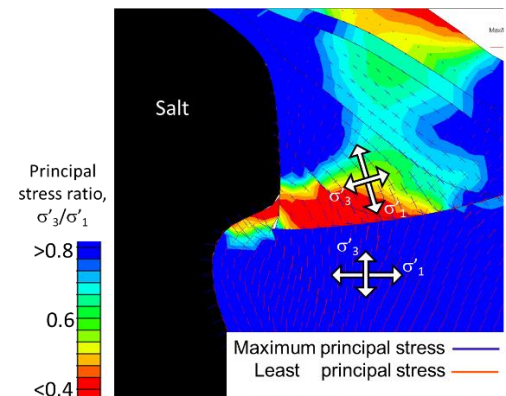 Salt
Principal
stress ratio,
σ'₃/σ'₁
>0.8
0.6
<0.4
σ'₃
σ'₁
σ'₃
σ'₁
Maximum principal stress
Least principal stress